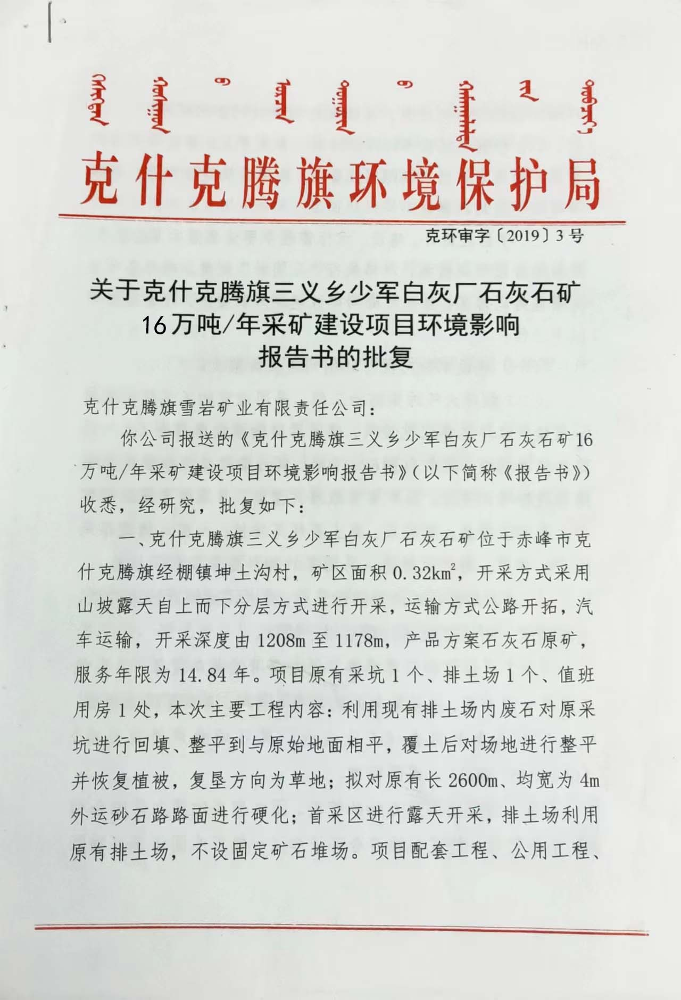 克什克腾旗环境保护局
克环审字〔2019〕3号
关于克什克腾旗三义乡少军白灰厂石灰石矿
16万吨/年采矿建设项目环境影响
报告书的批复
克什克腾旗雪岩矿业有限责任公司：
你公司报送的《克什克腾旗三义乡少军白灰厂石灰石矿16
万吨/年采矿建设项目环境影响报告书》（以下简称《报告书》）
收悉，经研究，批复如下：
一、克什克腾旗三义乡少军白灰厂石灰石矿位于赤峰市克
什克腾旗经棚镇坤土沟村，矿区面积0.32km²，开采方式采用
山坡露天自上而下分层方式进行开采，运输方式公路开拓，汽
车运输，开采深度由1208m至1178m，产品方案石灰石原矿，
服务年限为14.84年。项目原有采坑1个、排土场1个、值班
用房1处，本次主要工程内容：利用现有排土场内废石对原采
坑进行回填、整平到与原始地面相平，覆土后对场地进行整平
并恢复植被，复垦方向为草地；拟对原有长2600m、均宽为4m
外运砂石路路面进行硬化；首采区进行露天开采，排土场利用
原有排土场，不设固定矿石堆场。项目配套工程、公用工程、